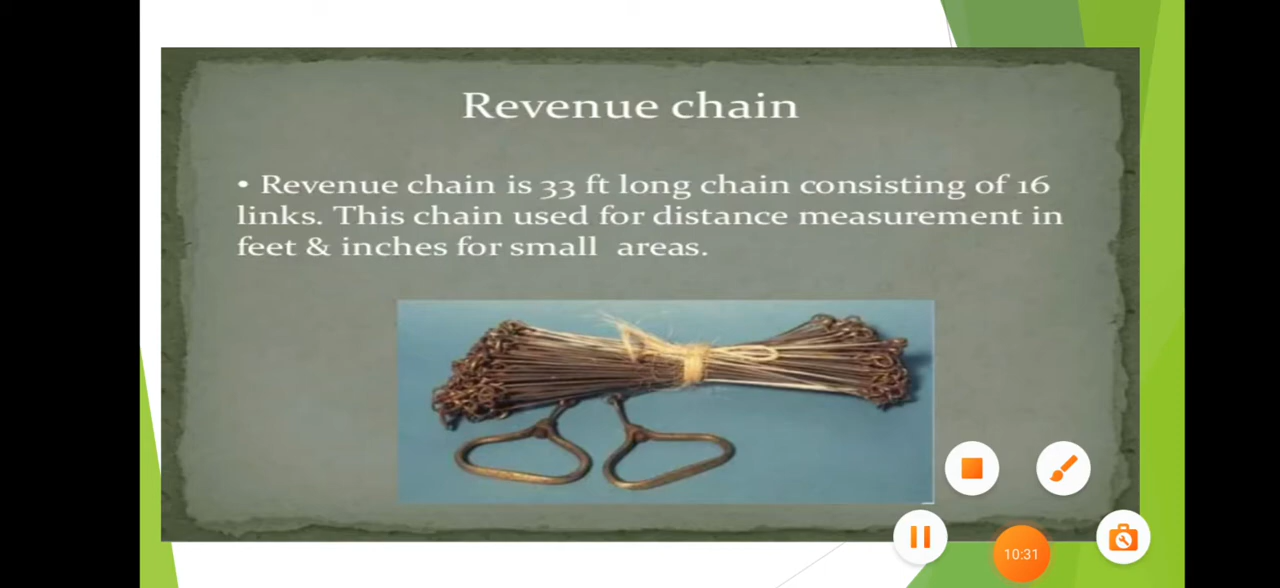 Revenue chain
• Revenue chain is 33 ft long chain consisting of 16
links. This chain used for distance measurement in
feet & inches for small areas.
10:31